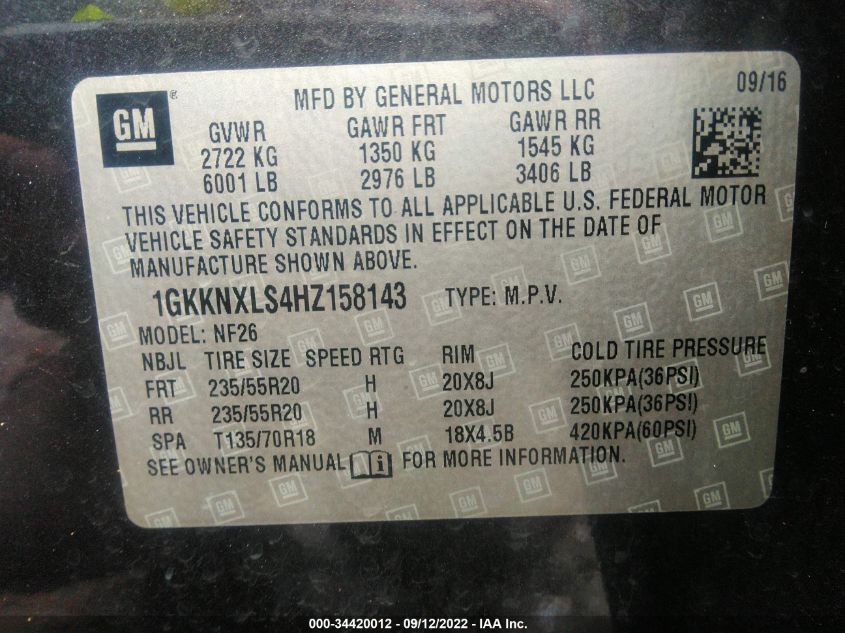 GM ® MFD BY GENERAL MOTORS LLC 09/16
GVWR GAWR FRT GAWR RR
2722 KG 1350 KG 1545 KG
6001 LB 2976 LB 3406 LB
THIS VEHICLE CONFORMS TO ALL APPLICABLE U.S. FEDERAL MOTOR
VEHICLE SAFETY STANDARDS IN EFFECT ON THE DATE OF
MANUFACTURE SHOWN ABOVE.
1GKKNXLS4HZ158143 TYPE: M.P.V.
MODEL: NF26
NBJL TIRE SIZE SPEED RTG RIM COLD TIRE PRESSURE
FRT 235/55R20 H 20X8J 250KPA(36PSI)
RR 235/55R20 H 20X8J 250KPA(36PSI)
SPA T135/70R18 M 18X4.5B 420KPA(60PSI)
SEE OWNER'S MANUAL i FOR MORE INFORMATION.
000-34420012 - 09/12/2022 - IAA Inc.